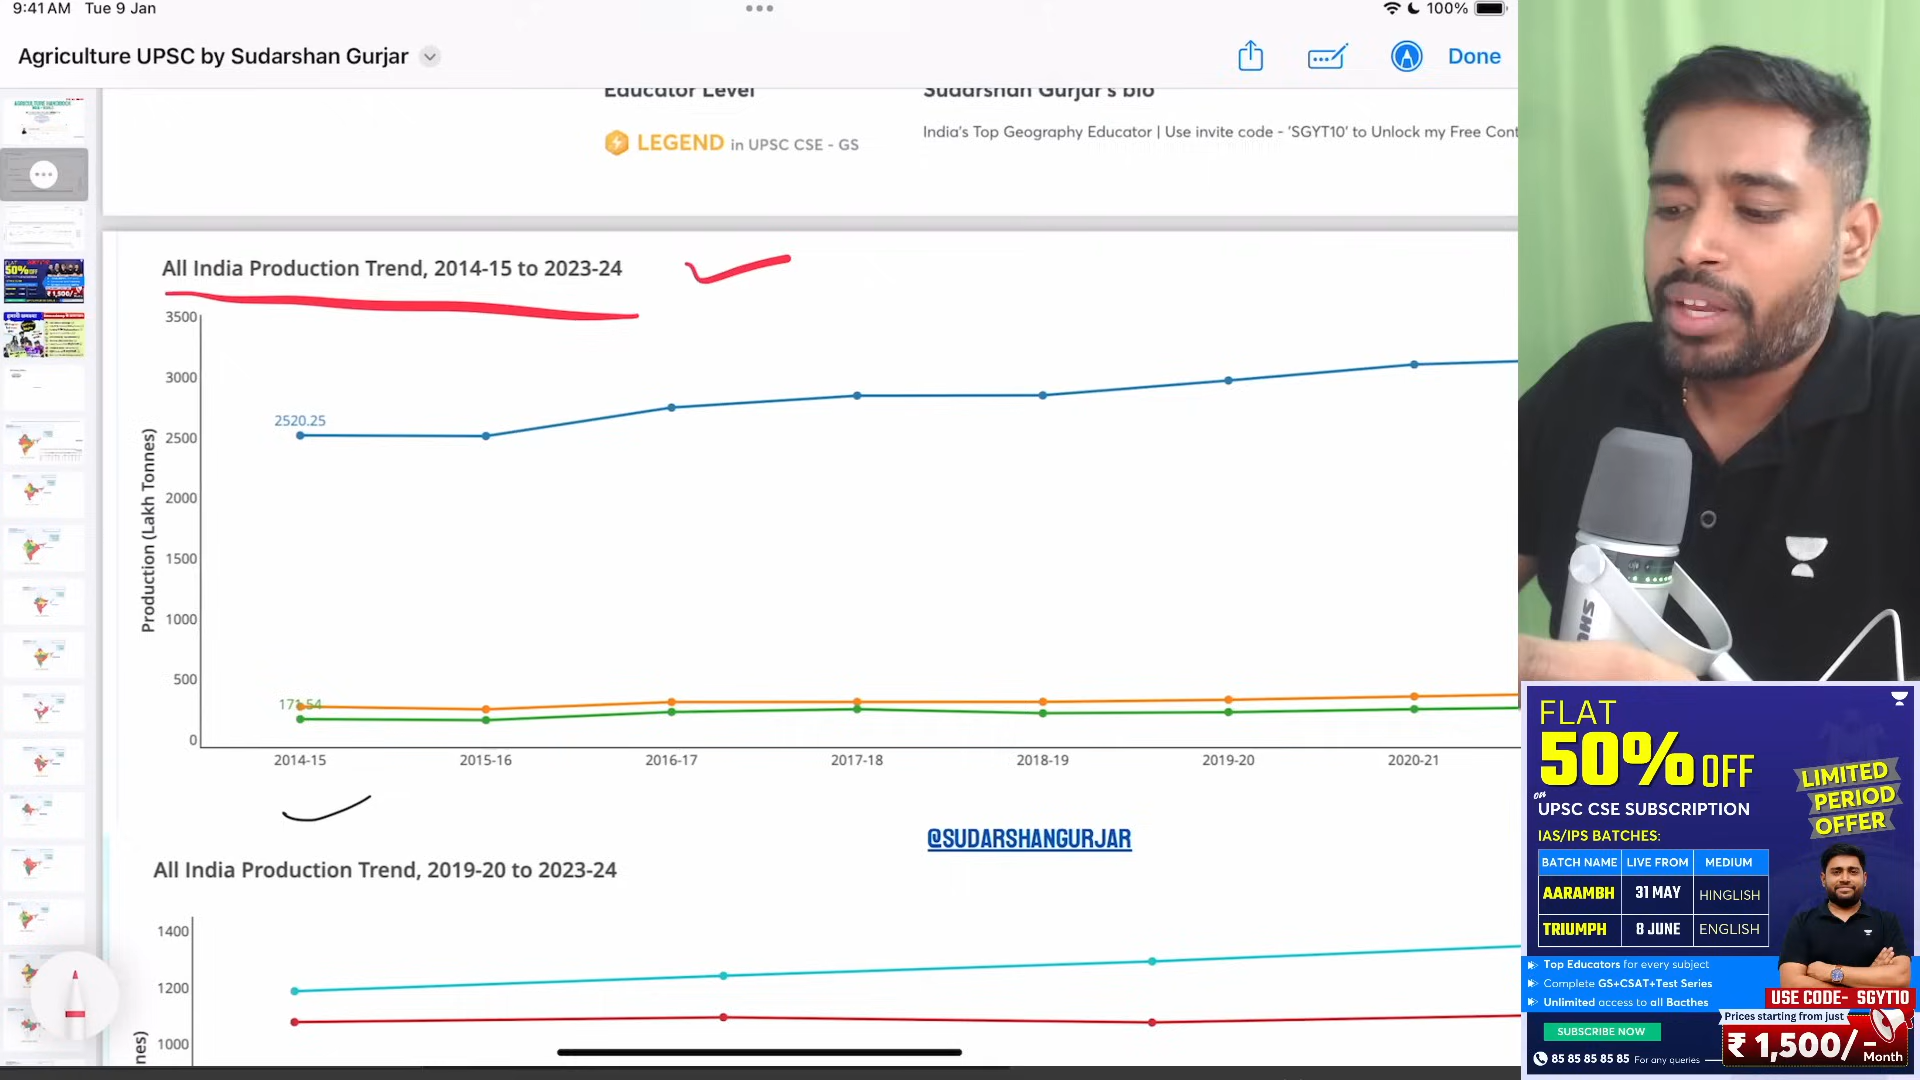 9:41 AM Tue 9 Jan
100%
Agriculture UPSC by Sudarshan Gurjar
Done
Educator Level
Sudarshan Gurjar's bio
LEGEND in UPSC CSE - GS
India's Top Geography Educator | Use invite code - 'SGYT10' to Unlock my Free Cont
All India Production Trend, 2014-15 to 2023-24
3500
3000
2500
2000
1500
1000
500
0
Production (Lakh Tonnes)
2520.25
2014-15
2015-16
2016-17
2017-18
2018-19
2019-20
2020-21
@SUDARSHANGURJAR
All India Production Trend, 2019-20 to 2023-24
1400
1200
1000
nes)
FLAT
50% OFF
on
UPSC CSE SUBSCRIPTION
LIMITED
PERIOD
OFFER
IAS/IPS BATCHES:
BATCH NAME LIVE FROM MEDIUM
AARAMBH 31 MAY HINGLISH
TRIUMPH 8 JUNE ENGLISH
Top Educators for every subject
Complete GS+CSAT+Test Series
Unlimited access to all Bacthes
USE CODE- SGYT10
SUBSCRIBE NOW
Prices starting from just
₹ 1,500/-
Month
85 85 85 85 85 For any queries